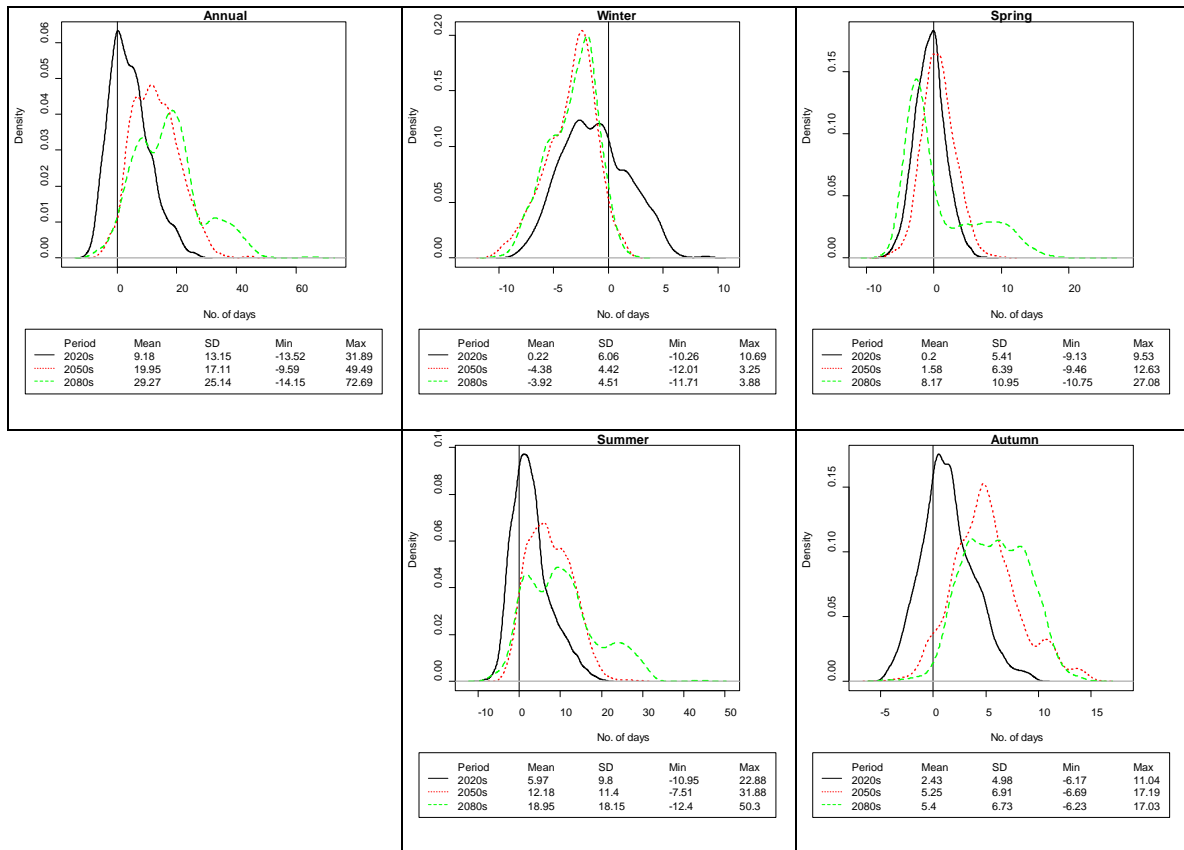 Annual
Density
0.00 0.01 0.02 0.03 0.04 0.05 0.06
0 20 40 60
No. of days
Period Mean SD Min Max
2020s 9.18 13.15 -13.52 31.89
2050s 19.95 17.11 -9.59 49.49
2080s 29.27 25.14 -14.15 72.69
Winter
Density
0.00 0.05 0.10 0.15 0.20
-10 -5 0 5 10
No. of days
Period Mean SD Min Max
2020s 0.22 6.06 -10.26 10.69
2050s -4.38 4.42 -12.01 3.25
2080s -3.92 4.51 -11.71 3.88
Spring
Density
0.00 0.05 0.10 0.15
-10 0 10 20
No. of days
Period Mean SD Min Max
2020s 0.2 5.41 -9.13 9.53
2050s 1.58 6.39 -9.46 12.63
2080s 8.17 10.95 -10.75 27.08
Summer
Density
0.00 0.02 0.04 0.06 0.08
-10 0 10 20 30 40 50
No. of days
Period Mean SD Min Max
2020s 5.97 9.8 -10.95 22.88
2050s 12.18 11.4 -7.51 31.88
2080s 18.95 18.15 -12.4 50.3
Autumn
Density
0.00 0.05 0.10 0.15
-5 0 5 10 15
No. of days
Period Mean SD Min Max
2020s 2.43 4.98 -6.17 11.04
2050s 5.25 6.91 -6.69 17.19
2080s 5.4 6.73 -6.23 17.03